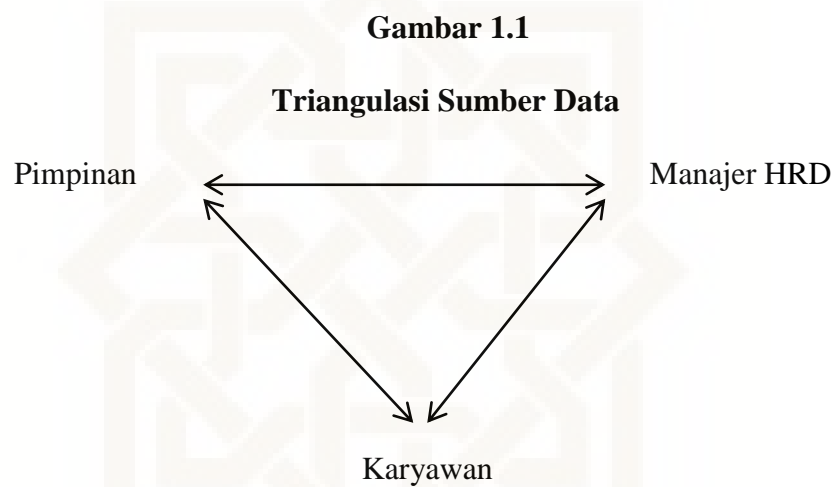 Gambar 1.1
Triangulasi Sumber Data
Pimpinan Manajer HRD
Karyawan